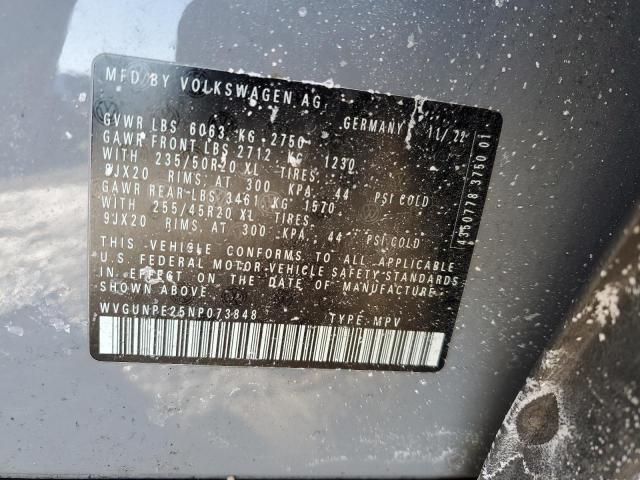 MFD BY VOLKSWAGEN AG
GERMANY 11/22
GVWR LBS 6063 KG 2750
GAWR FRONT LBS 2712 KG 1230
WITH 235/50R20 XL TIRES
JX20 RIMS, AT 300 KPA, 44 PSI COLD
GAWR REAR LBS 3461 KG 1570
WITH 255/45R20 XL TIRES
9JX20 RIMS, AT 300 KPA, 44 PSI COLD
THIS VEHICLE CONFORMS TO ALL APPLICABLE
U.S. FEDERAL MOTOR VEHICLE SAFETY STANDARDS
IN EFFECT ON THE DATE OF MANUFACTURE
SHOWN ABOVE
WVGUNPE25NP073848 TYPE: MPV